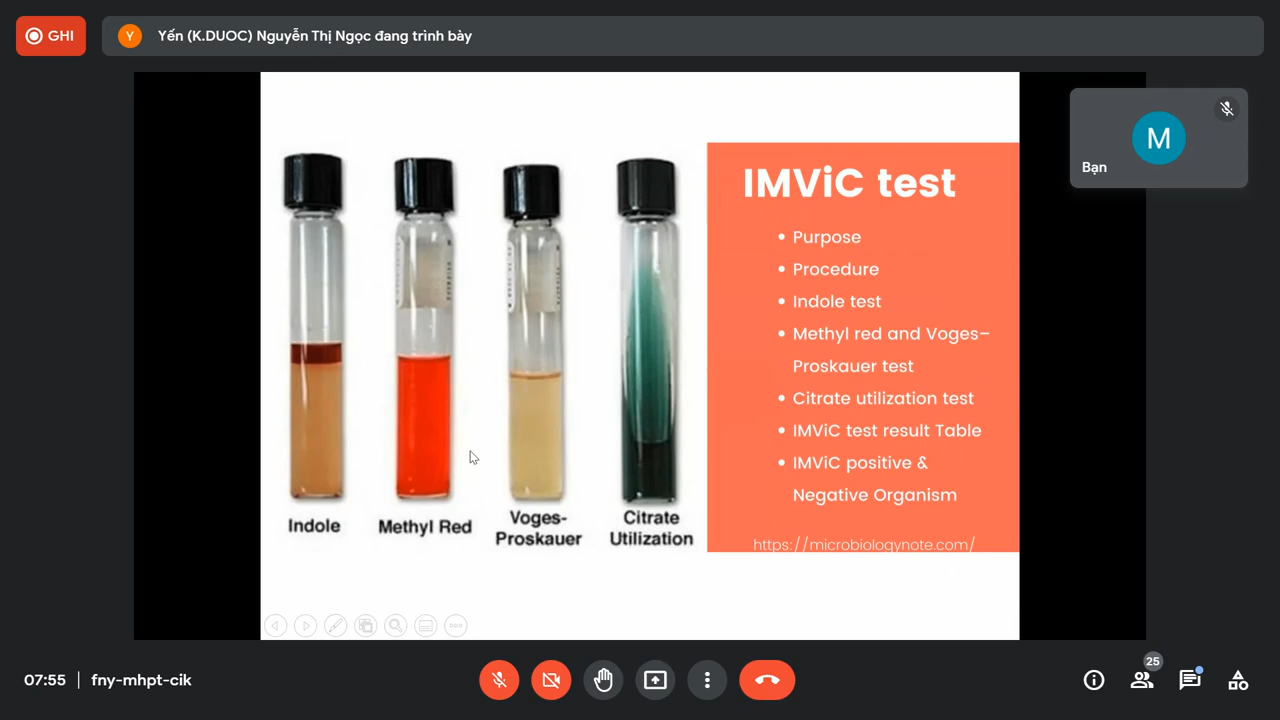 GHI
Y
Yến (K.DUOC) Nguyễn Thị Ngọc đang trình bày
M
Bạn
IMViC test
• Purpose
• Procedure
• Indole test
• Methyl red and Voges–
Proskauer test
• Citrate utilization test
• IMViC test result Table
• IMViC positive &
Negative Organism
https://microbiologynote.com/
Indole
Methyl Red
Voges-
Proskauer
Citrate
Utilization
07:55
fny-mhpt-cik
25